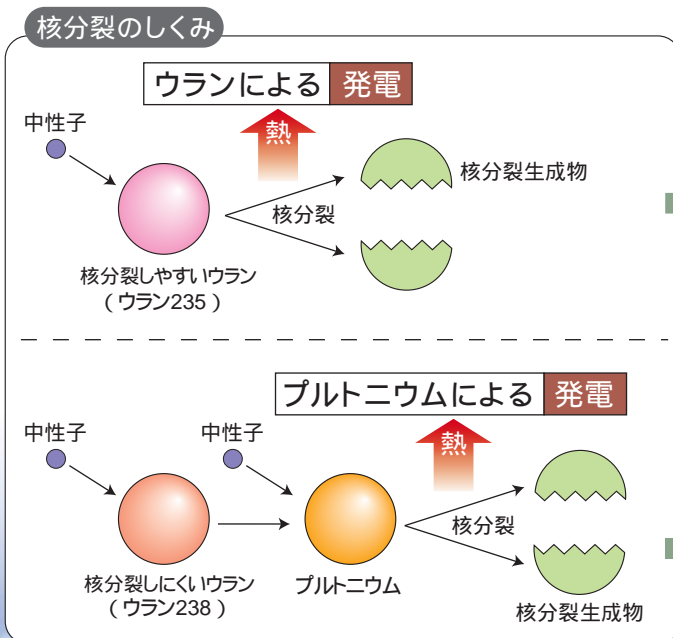 核分裂のしくみ
ウランによる 発電
中性子
熱
核分裂生成物
核分裂
核分裂しやすいウラン
(ウラン235)
プルトニウムによる 発電
中性子
中性子
熱
核分裂
核分裂しにくいウラン
(ウラン238)
プルトニウム
核分裂生成物